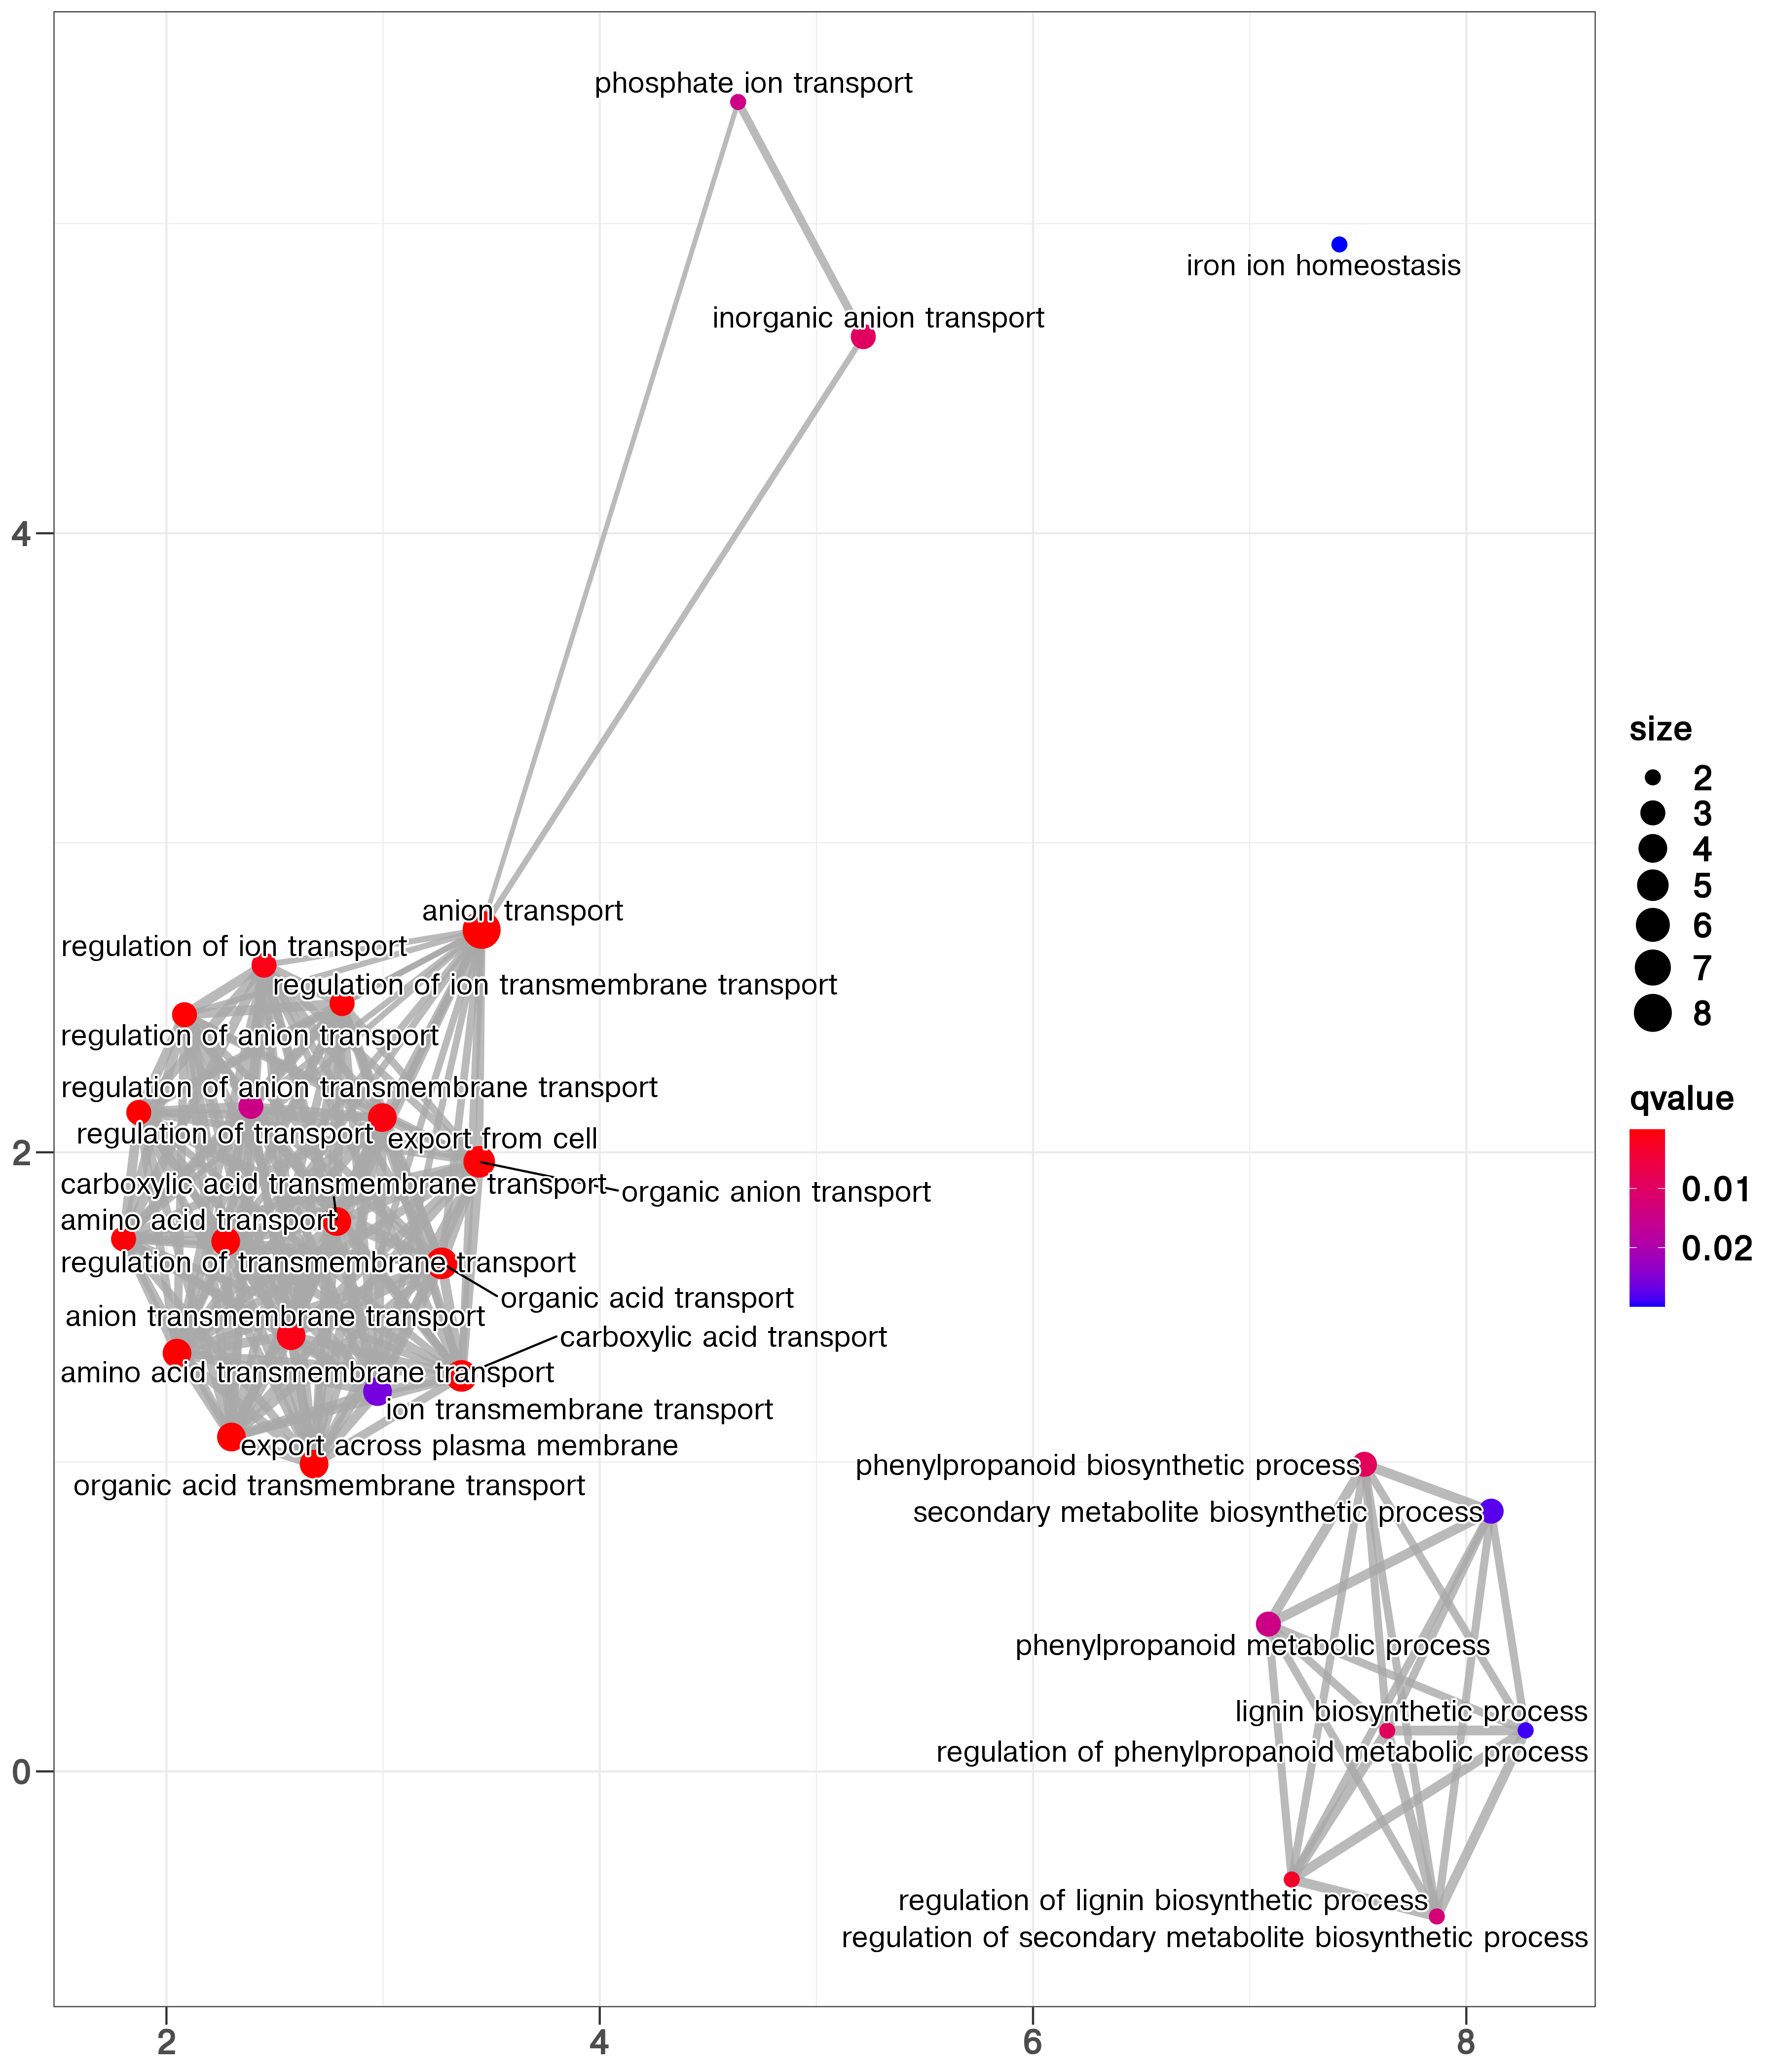 phosphate ion transport
iron ion homeostasis
inorganic anion transport
4
size
2
3
4
5
6
7
8
anion transport
regulation of ion transport
regulation of ion transmembrane transport
regulation of anion transport
regulation of anion transmembrane transport
qvalue
regulation of transport
export from cell
2
carboxylic acid transmembrane transport
organic anion transport
0.01
amino acid transport
0.02
regulation of transmembrane transport
organic acid transport
anion transmembrane transport
carboxylic acid transport
amino acid transmembrane transport
ion transmembrane transport
export across plasma membrane
organic acid transmembrane transport
phenylpropanoid biosynthetic process
secondary metabolite biosynthetic process
phenylpropanoid metabolic process
lignin biosynthetic process
regulation of phenylpropanoid metabolic process
0
regulation of lignin biosynthetic process
regulation of secondary metabolite biosynthetic process
2
4
6
8